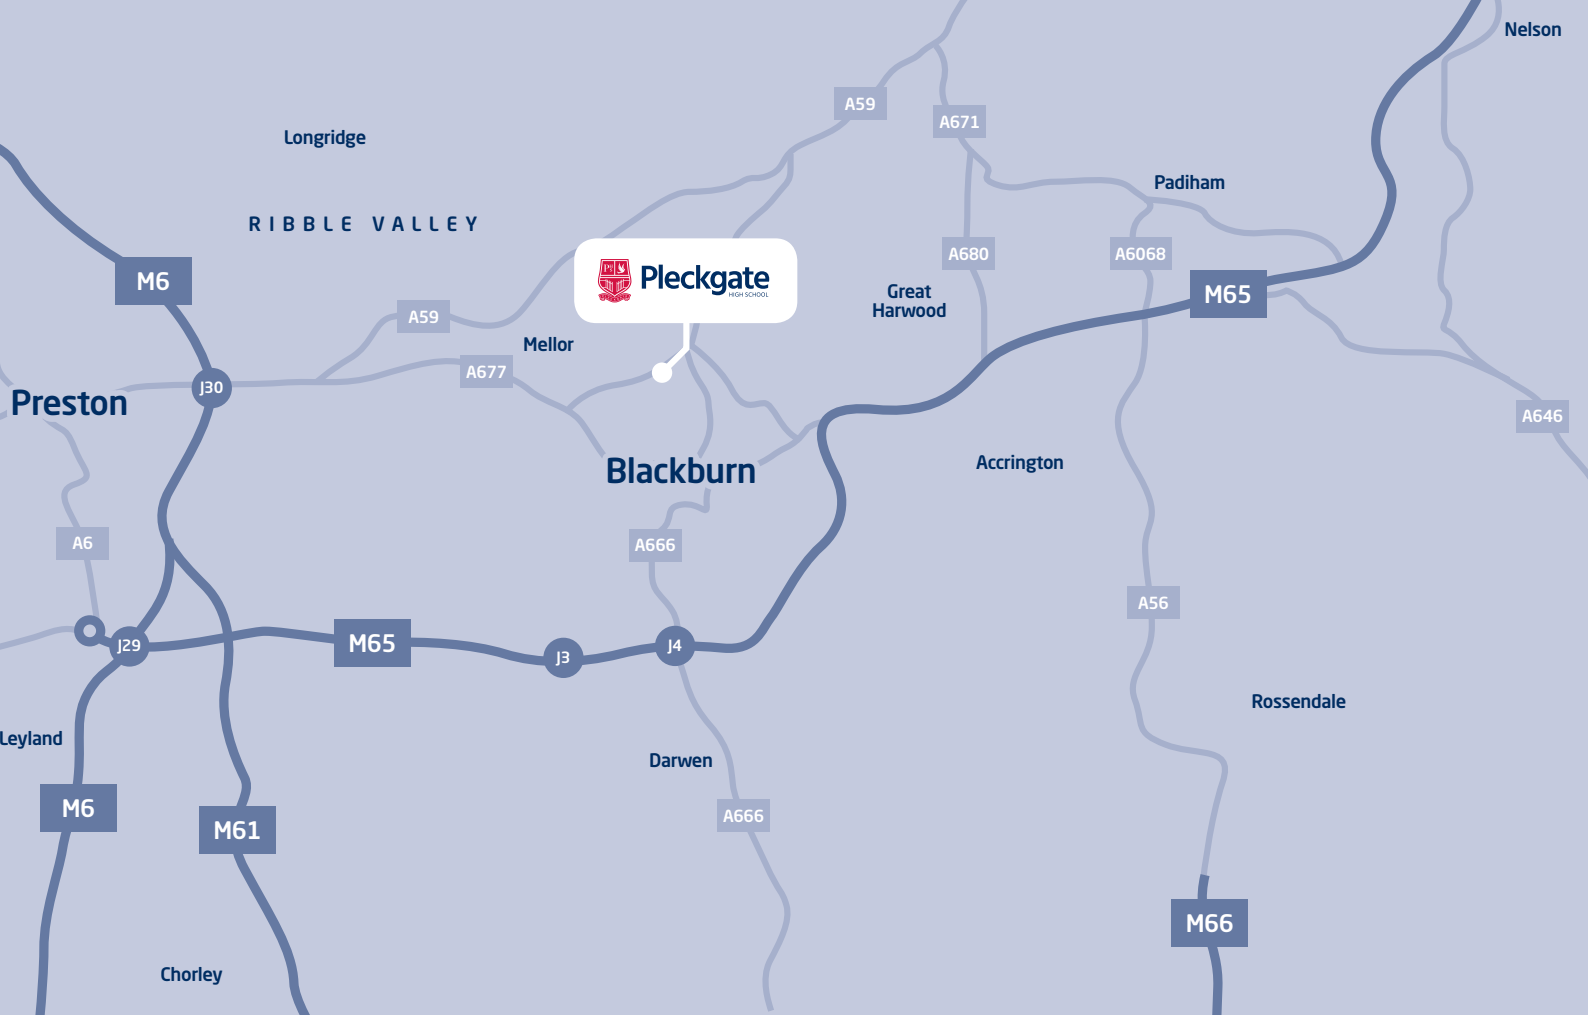 Nelson
A59
A671
Longridge
Padiham
RIBBLE VALLEY
M6
Pleckgate
HIGH SCHOOL
A680
A6068
M65
Great
Harwood
A59
Mellor
A677
J30
Preston
A646
Blackburn
Accrington
A6
A666
A56
J29
M65
J3
J4
Rossendale
Leyland
Darwen
M6
M61
A666
M66
Chorley